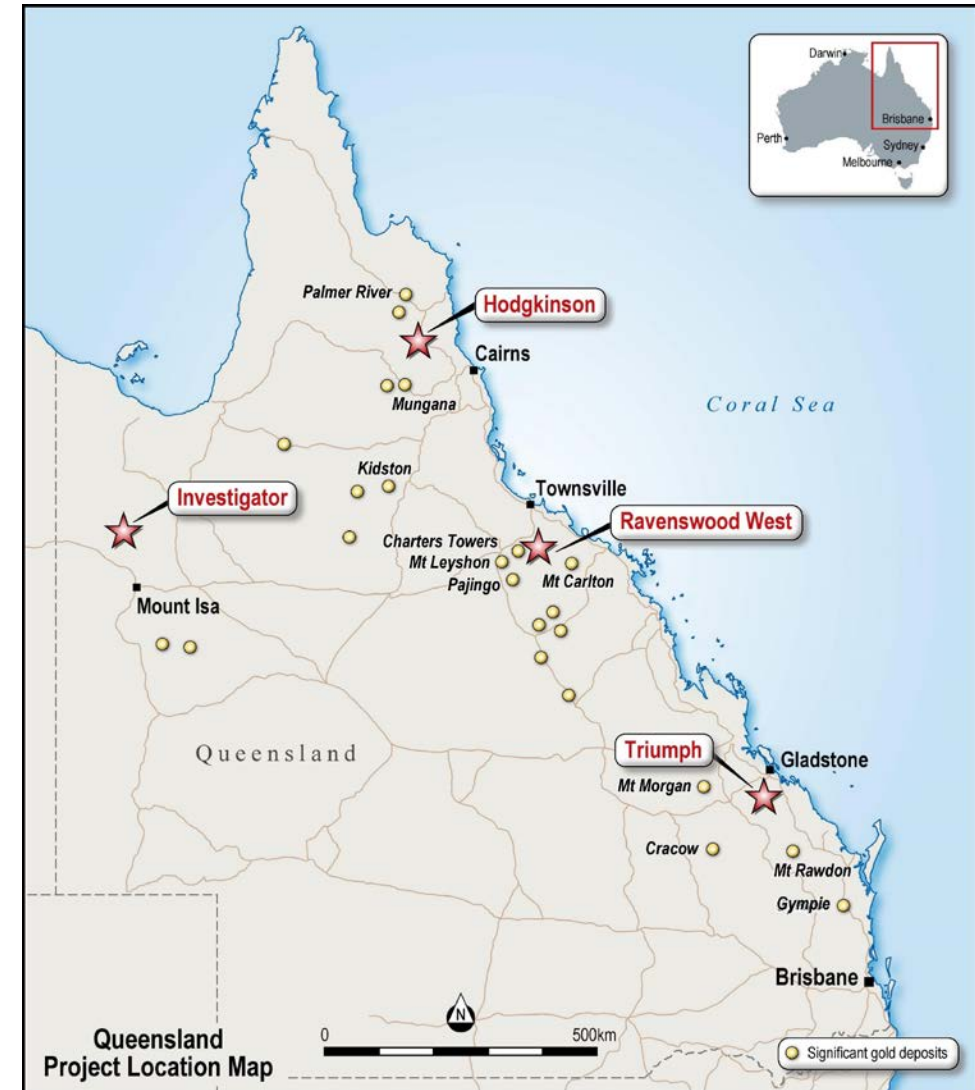 Darwin
Brisbane
Perth
Sydney
Melbourne
Palmer River
Hodgkinson
Cairns
Mungana
Coral Sea
Kidston
Investigator
Townsville
Ravenswood West
Charters Towers
Mt Leyshon
Pajingo
Mt Carlton
Mount Isa
Queensland
Triumph
Gladstone
Mt Morgan
Cracow
Mt Rawdon
Gympie
Brisbane
N
0 500km
Queensland
Project Location Map
Significant gold deposits